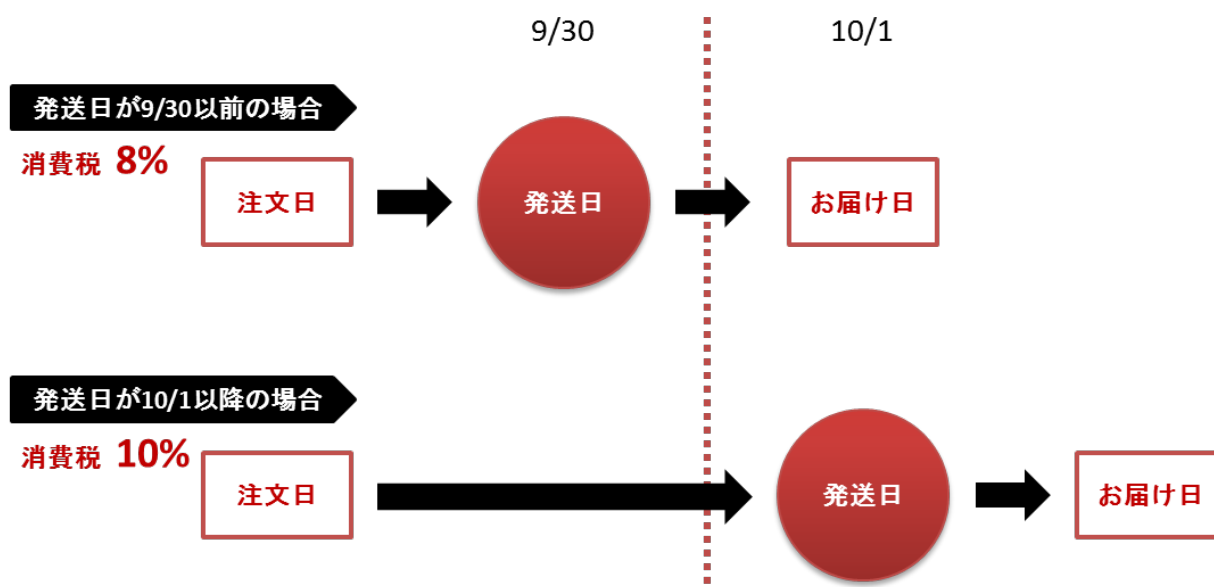 9/30
10/1
発送日が9/30以前の場合
消費税 8%
注文日
発送日
お届け日
発送日が10/1以降の場合
消費税 10%
注文日
発送日
お届け日